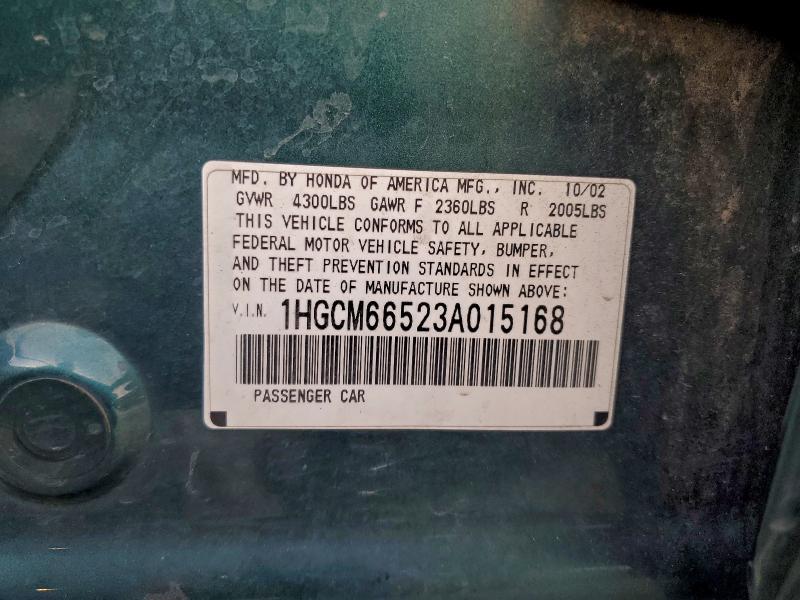 MFD. BY HONDA OF AMERICA MFG., INC. 10/02
GVWR 4300LBS GAWR F 2360LBS R 2005LBS
THIS VEHICLE CONFORMS TO ALL APPLICABLE
FEDERAL MOTOR VEHICLE SAFETY, BUMPER,
AND THEFT PREVENTION STANDARDS IN EFFECT
ON THE DATE OF MANUFACTURE SHOWN ABOVE:
V.I.N. 1HGCM66523A015168
PASSENGER CAR